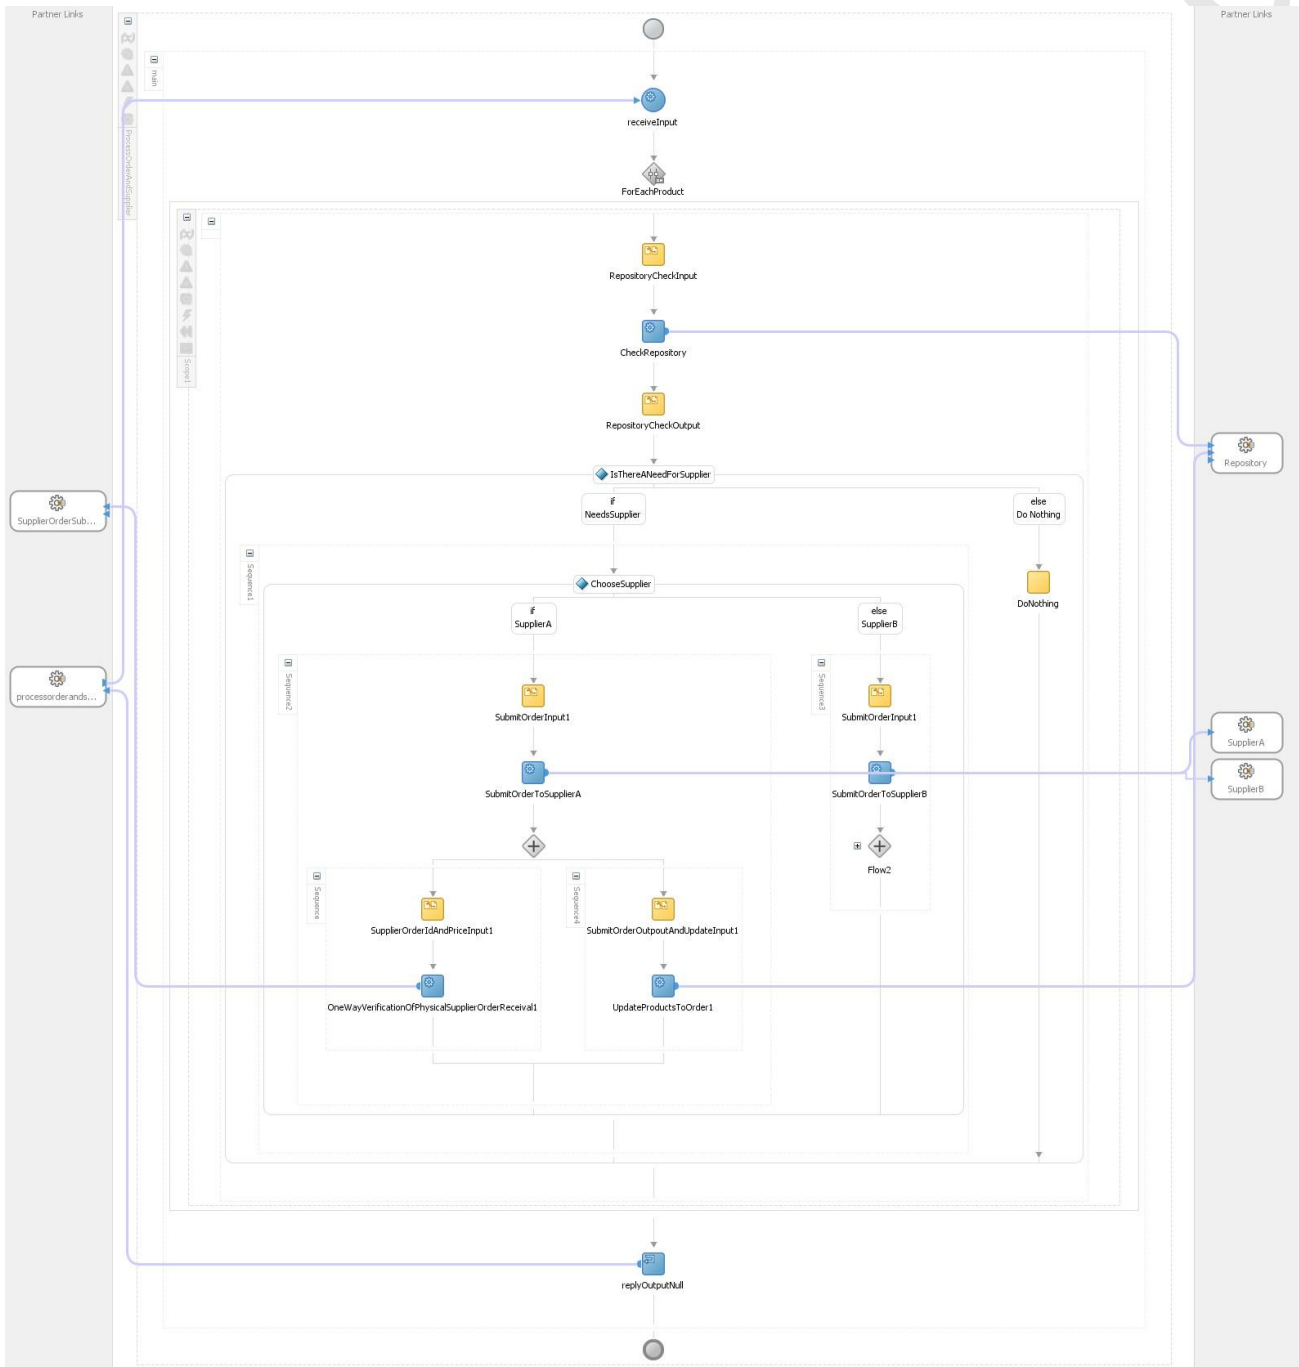 Partner Links
Partner Links
main
ProcessOrderAndSupplier
receiveInput
ForEachProduct
Scope1
RepositoryCheckInput
CheckRepository
RepositoryCheckOutput
IsThereANeedForSupplier
if
NeedsSupplier
else
Do Nothing
Repository
SupplierOrderSub...
Sequence1
ChooseSupplier
DoNothing
if
SupplierA
else
SupplierB
processorderands...
Sequence2
Sequence3
SubmitOrderInput1
SubmitOrderInput1
SupplierA
SubmitOrderToSupplierA
SubmitOrderToSupplierB
SupplierB
Flow2
Sequence
Sequence4
SupplierOrderIdAndPriceInput1
SubmitOrderOutpoutAndUpdateInput1
OneWayVerificationOfPhysicalSupplierOrderReceival1
UpdateProductsToOrder1
replyOutputNull